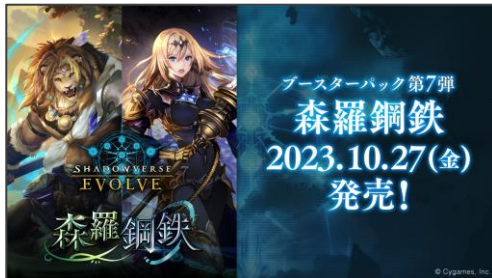 SHADOWVERSE
EVOLVE
森羅鋼鉄
ブースターパック 第7弾
森羅鋼鉄
2023.10.27(金)
発売!
© Cygames, Inc.